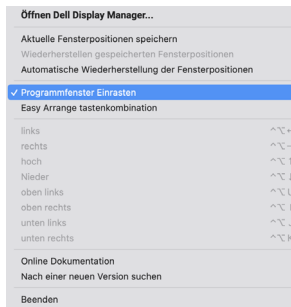 Öffnen Dell Display Manager...
Aktuelle Fensterpositionen speichern
Wiederherstellen gespeicherten Fensterpositionen
Automatische Wiederherstellung der Fensterpositionen
✓ Programmfenster Einrasten
Easy Arrange tastenkombination
links ^⌥
rechts ^⌥
hoch ^⌥
Nieder ^⌥
oben links ^⌥U
oben rechts ^⌥
unten links ^⌥
unten rechts ^⌥K
Online Dokumentation
Nach einer neuen Version suchen
Beenden